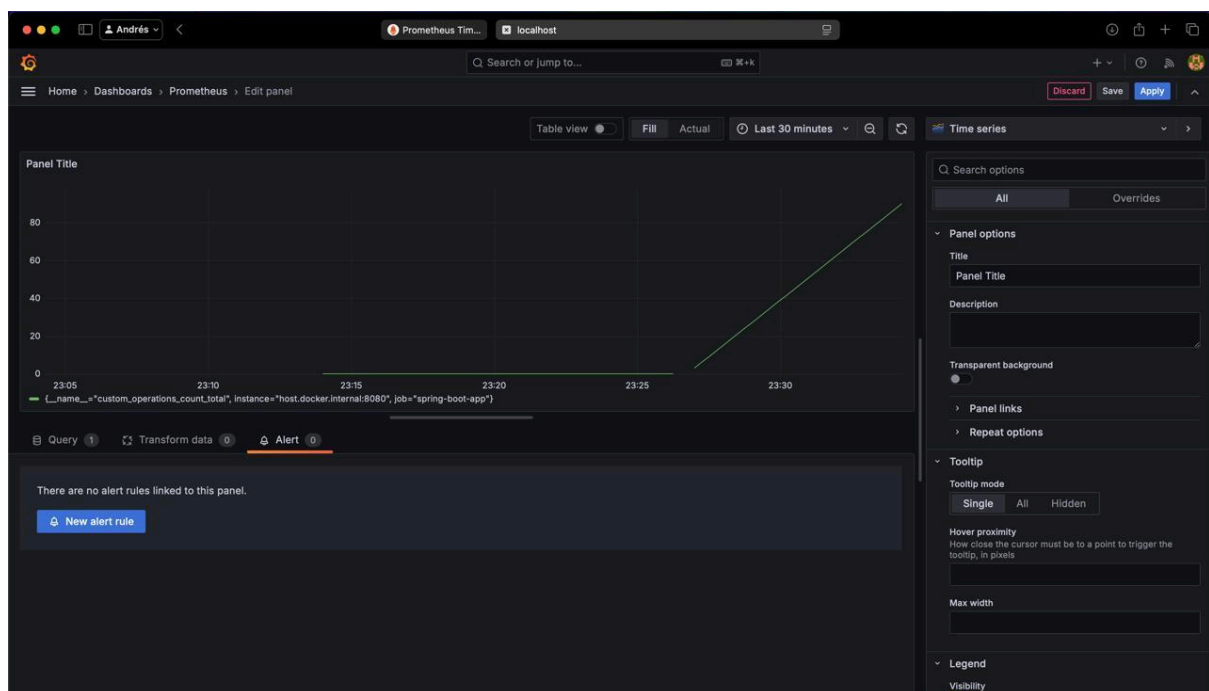 Andrés
Prometheus Tim...
localhost
Search or jump to...
⌘+k
Home › Dashboards › Prometheus › Edit panel
Discard
Save
Apply
Table view
Fill
Actual
Last 30 minutes
Time series
Panel Title
Search options
All
Overrides
Panel options
Title
Panel Title
Description
Transparent background
Panel links
Repeat options
80
60
40
20
0
23:05
23:10
23:15
23:20
23:25
23:30
{__name__="custom_operations_count_total", instance="host.docker.internal:8080", job="spring-boot-app"}
Query 1
Transform data 0
Alert 0
There are no alert rules linked to this panel.
New alert rule
Tooltip
Tooltip mode
Single
All
Hidden
Hover proximity
How close the cursor must be to a point to trigger the
tooltip, in pixels
Max width
Legend
Visibility